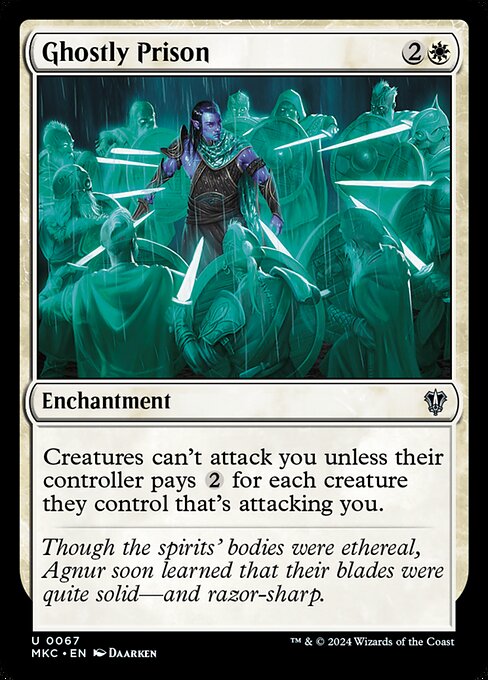 Ghostly Prison 2
Enchantment
Creatures can't attack you unless their
controller pays 2 for each creature
they control that's attacking you.
Though the spirits' bodies were ethereal,
Agnur soon learned that their blades were
quite solid—and razor-sharp.
U 0067
MKC • EN Daarken
™ & © 2024 Wizards of the Coast